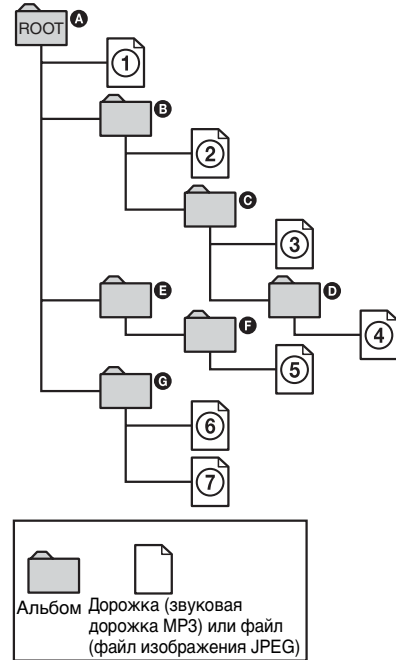 ROOT A
1
B
2
C
3
E
D
F
4
5
G
6
7
Альбом
Дорожка (звуковая
дорожка MP3) или файл
(файл изображения JPEG)